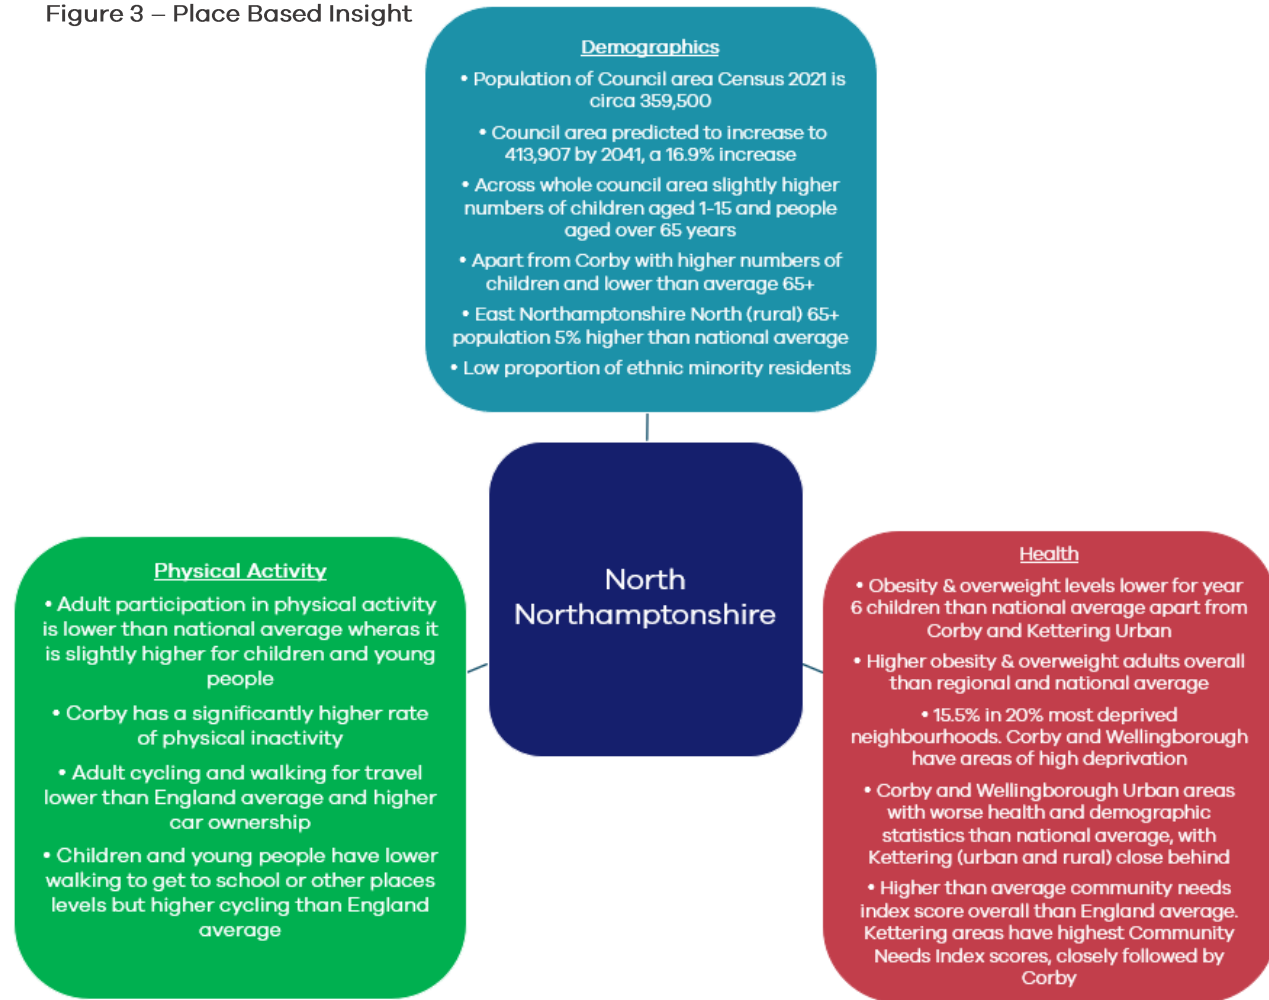 Figure 3 – Place Based Insight
Demographics
• Population of Council area Census 2021 is
circa 359,500
• Council area predicted to increase to
413,907 by 2041, a 16.9% increase
• Across whole council area slightly higher
numbers of children aged 1-15 and people
aged over 65 years
• Apart from Corby with higher numbers of
children and lower than average 65+
• East Northamptonshire North (rural) 65+
population 5% higher than national average
• Low proportion of ethnic minority residents
North
Northamptonshire
Physical Activity
• Adult participation in physical activity
is lower than national average wheras it
is slightly higher for children and young
people
• Corby has a significantly higher rate
of physical inactivity
• Adult cycling and walking for travel
lower than England average and higher
car ownership
• Children and young people have lower
walking to get to school or other places
levels but higher cycling than England
average
Health
• Obesity & overweight levels lower for year
6 children than national average apart from
Corby and Kettering Urban
• Higher obesity & overweight adults overall
than regional and national average
• 15.5% in 20% most deprived
neighbourhoods. Corby and Wellingborough
have areas of high deprivation
• Corby and Wellingborough Urban areas
with worse health and demographic
statistics than national average, with
Kettering (urban and rural) close behind
• Higher than average community needs
index score overall than England average.
Kettering areas have highest Community
Needs Index scores, closely followed by
Corby